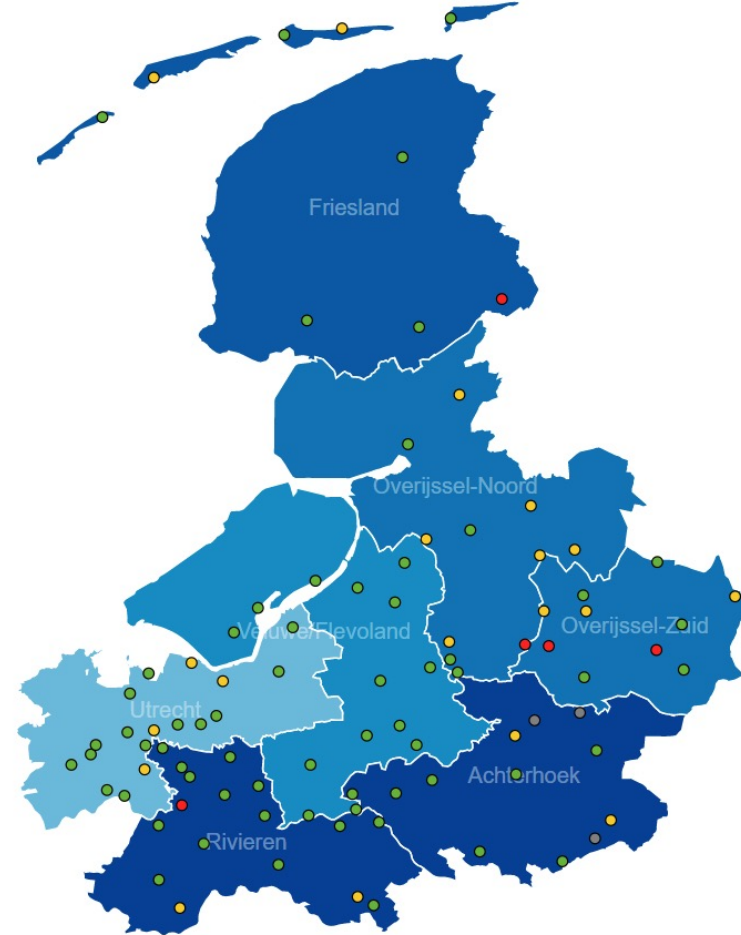 Friesland
Overijssel-Noord
Overijssel-Zuid
Veluwe/Flevoland
Utrecht
Achterhoek
Rivieren